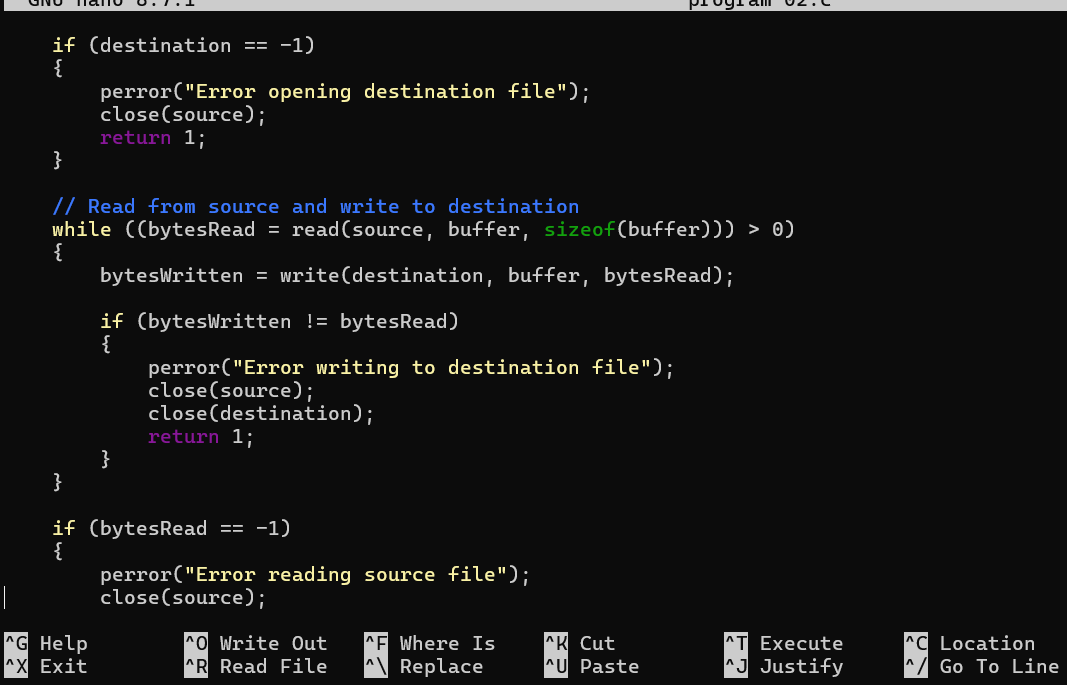 GNU nano 8.7.1 program 02.c
if (destination == -1)
{
perror("Error opening destination file");
close(source);
return 1;
}
// Read from source and write to destination
while ((bytesRead = read(source, buffer, sizeof(buffer))) > 0)
{
bytesWritten = write(destination, buffer, bytesRead);
if (bytesWritten != bytesRead)
{
perror("Error writing to destination file");
close(source);
close(destination);
return 1;
}
}
if (bytesRead == -1)
{
perror("Error reading source file");
close(source);
^G Help ^O Write Out ^F Where Is ^K Cut ^T Execute ^C Location
^X Exit ^R Read File ^\ Replace ^U Paste ^J Justify ^/ Go To Line